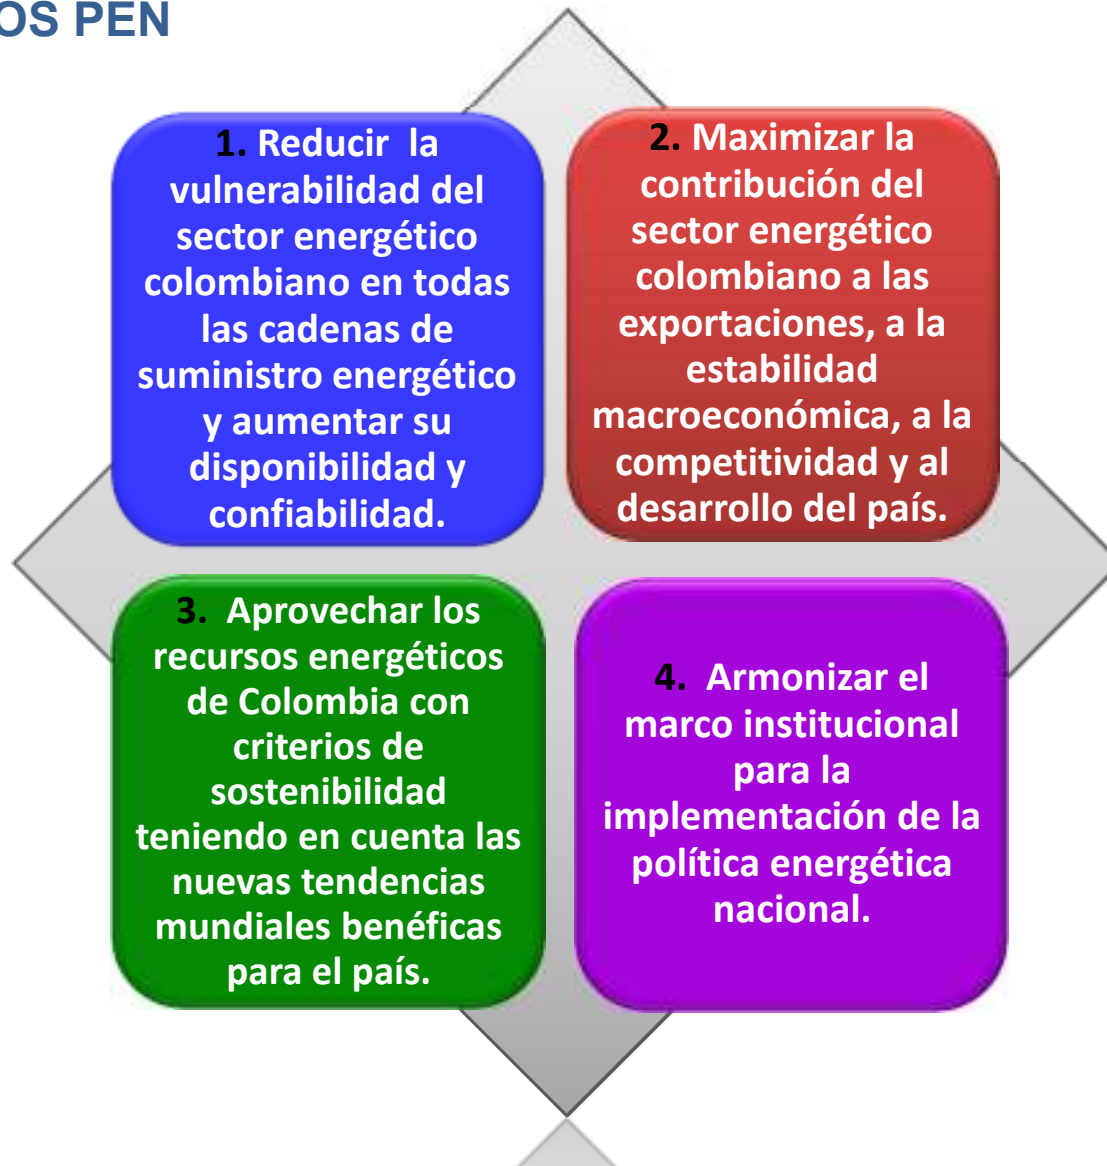 OS PEN
1. Reducir la
vulnerabilidad del
sector energético
colombiano en todas
las cadenas de
suministro energético
y aumentar su
disponibilidad y
confiabilidad.
2. Maximizar la
contribución del
sector energético
colombiano a las
exportaciones, a la
estabilidad
macroeconómica, a la
competitividad y al
desarrollo del país.
3. Aprovechar los
recursos energéticos
de Colombia con
criterios de
sostenibilidad
teniendo en cuenta las
nuevas tendencias
mundiales benéficas
para el país.
4. Armonizar el
marco institucional
para la
implementación de la
política energética
nacional.